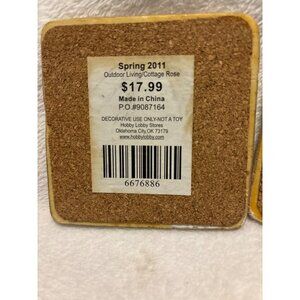 Spring 2011
Outdoor Living/Cottage Rose
$17.99
Made in China
P.O.#9087164
DECORATIVE USE ONLY-NOT A TOY
Hobby Lobby Stores
Oklahoma City, OK 73179
www.hobbylobby.com
6676886